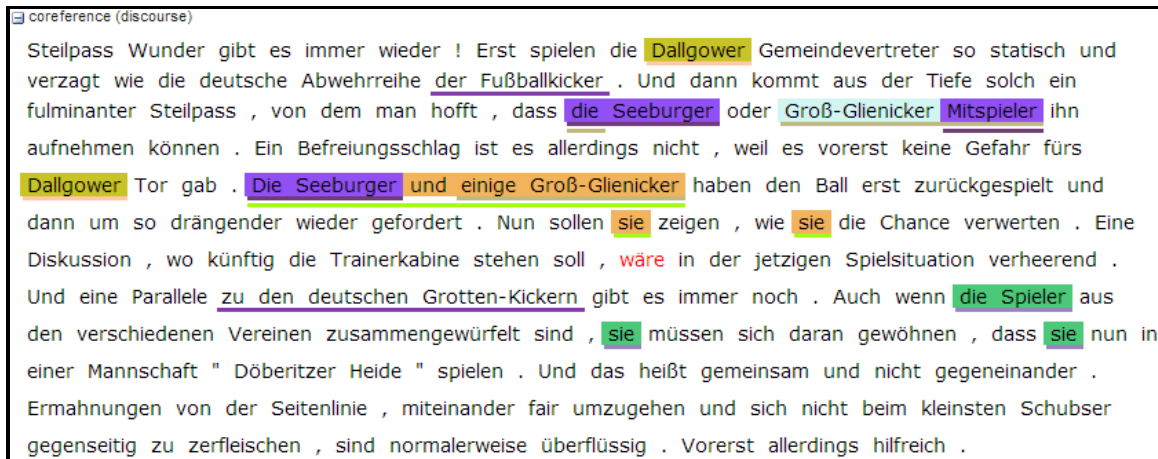 coreference (discourse)
Steilpass Wunder gibt es immer wieder ! Erst spielen die Dallgower Gemeindevertreter so statisch und
verzagt wie die deutsche Abwehrreihe der Fußballkicker . Und dann kommt aus der Tiefe solch ein
fulminanter Steilpass , von dem man hofft , dass die Seeburger oder Groß-Glienicker Mitspieler ihn
aufnehmen können . Ein Befreiungsschlag ist es allerdings nicht , weil es vorerst keine Gefahr fürs
Dallgower Tor gab . Die Seeburger und einige Groß-Glienicker haben den Ball erst zurückgespielt und
dann um so drängender wieder gefordert . Nun sollen sie zeigen , wie sie die Chance verwerten . Eine
Diskussion , wo künftig die Trainerkabine stehen soll , wäre in der jetzigen Spielsituation verheerend .
Und eine Parallele zu den deutschen Grotten-Kickern gibt es immer noch . Auch wenn die Spieler aus
den verschiedenen Vereinen zusammengewürfelt sind , sie müssen sich daran gewöhnen , dass sie nun in
einer Mannschaft " Döberitzer Heide " spielen . Und das heißt gemeinsam und nicht gegeneinander .
Ermahnungen von der Seitenlinie , miteinander fair umzugehen und sich nicht beim kleinsten Schubser
gegenseitig zu zerfleischen , sind normalerweise überflüssig . Vorerst allerdings hilfreich .